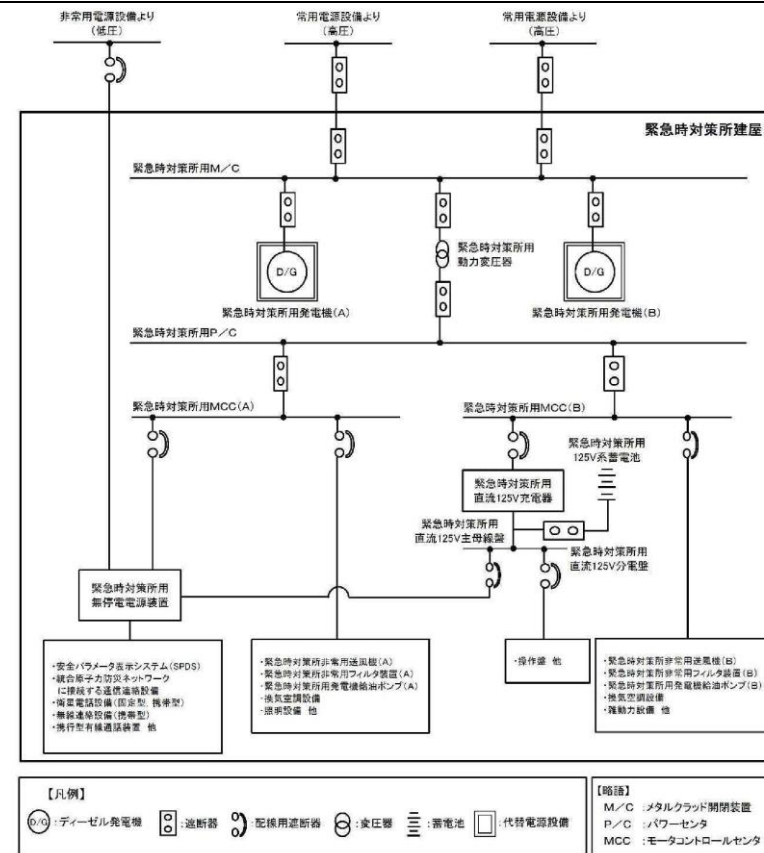 非常用電源設備より
(低圧)
常用電源設備より
(高圧)
常用電源設備より
(高圧)
緊急時対策所建屋
緊急時対策所用M/C
緊急時対策所用
動力変圧器
D/G
D/G
緊急時対策所用発電機(A)
緊急時対策所用発電機(B)
緊急時対策所用P/C
緊急時対策所用MCC(A)
緊急時対策所用MCC(B)
緊急時対策所用
125V系蓄電池
緊急時対策所用
直流125V充電器
緊急時対策所用
直流125V主母線盤
緊急時対策所用
直流125V分電盤
緊急時対策所用
無停電電源装置
・安全パラメータ表示システム(SPDS)
・統合原子力防災ネットワーク
に接続する通信連絡設備
・衛星電話設備(固定型、携帯型)
・無線連絡設備(携帯型)
・携行型有線通話装置 他
・緊急時対策所非常用送風機(A)
・緊急時対策所非常用フィルタ装置(A)
・緊急時対策所用発電機給油ポンプ(A)
・換気空調設備
・照明設備 他
・操作盤 他
・緊急時対策所非常用送風機(B)
・緊急時対策所非常用フィルタ装置(B)
・緊急時対策所用発電機給油ポンプ(B)
・換気空調設備
・雑動力設備 他
【凡例】
D/G :ディーゼル発電機 :遮断器 :配線用遮断器 :変圧器 :蓄電池 :代替電源設備
【略語】
M/C :メタルクラッド開閉装置
P/C :パワーセンタ
MCC :モータコントロールセンタ